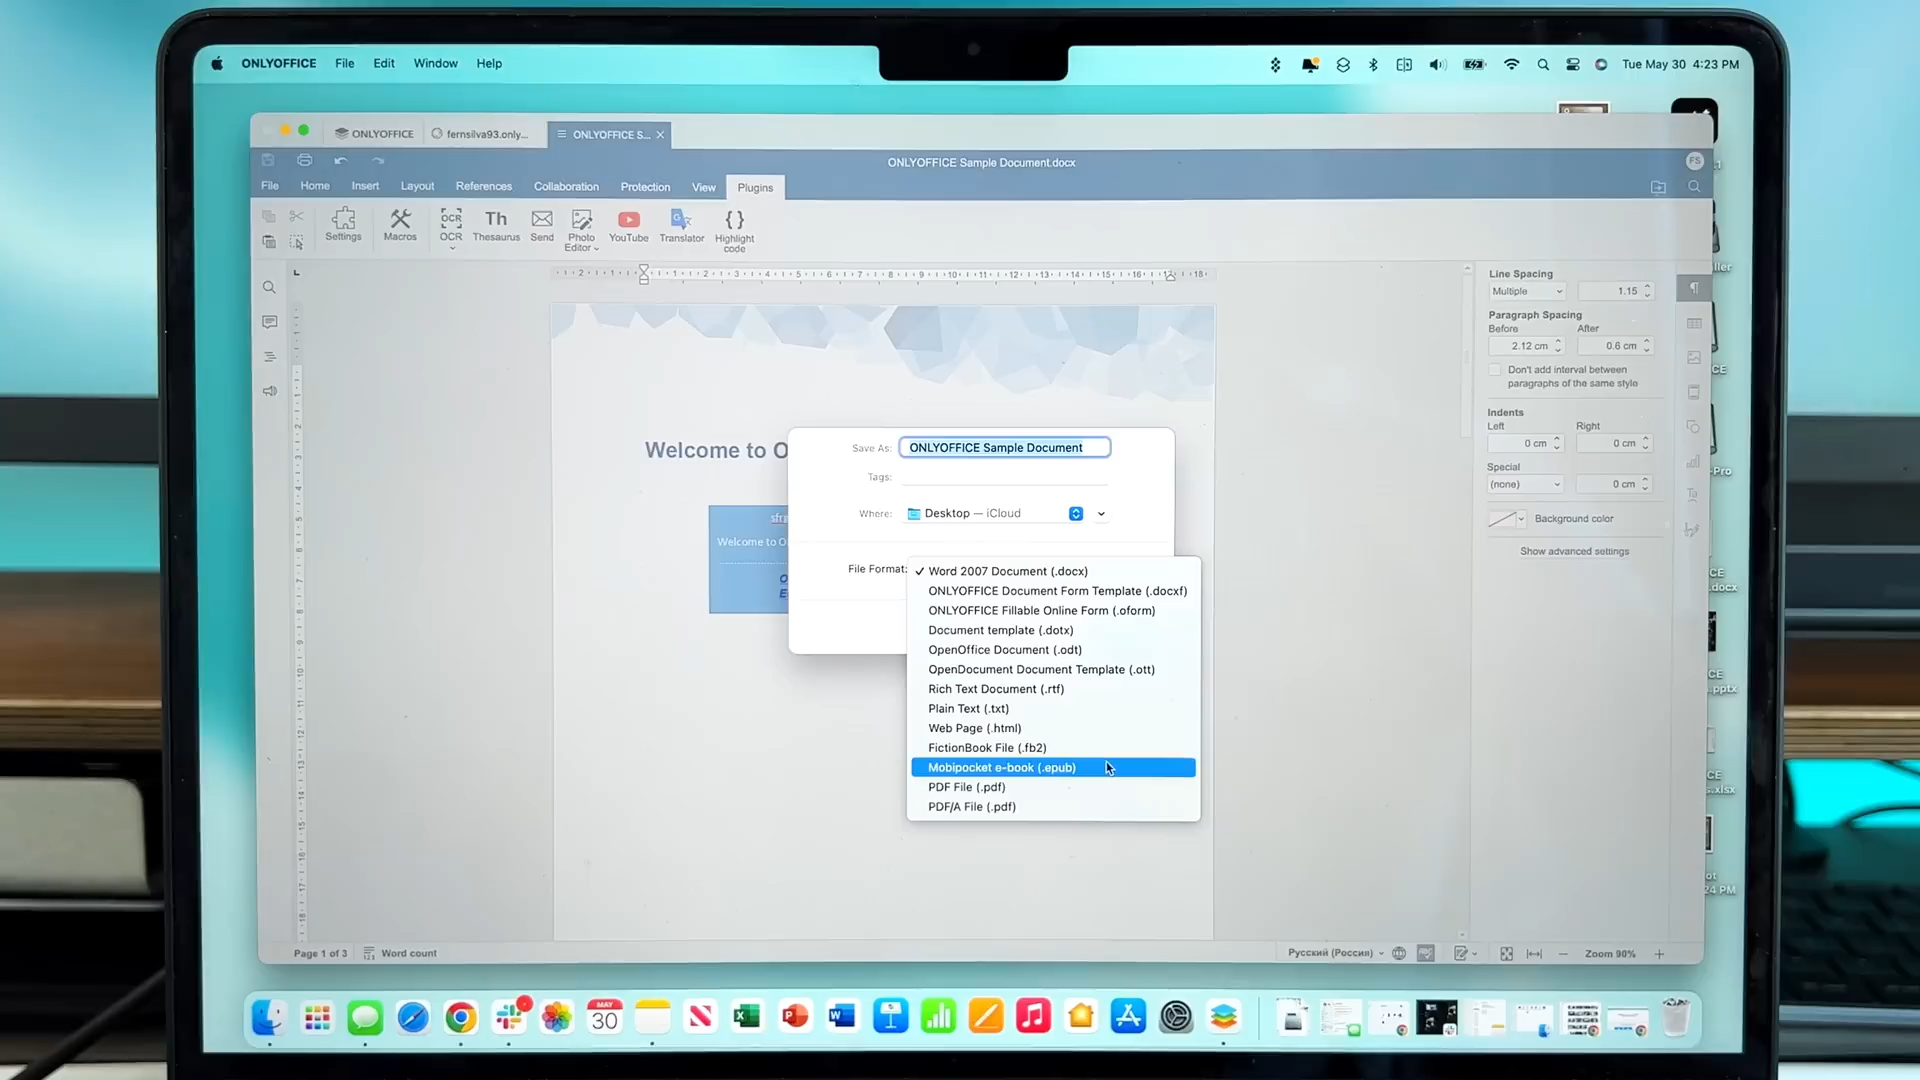 ONLYOFFICE File Edit Window Help
Tue May 30 4:23 PM
ONLYOFFICE
fernsilva93.only...
ONLYOFFICE S...
ONLYOFFICE Sample Document.docx
FS
File Home Insert Layout References Collaboration Protection View Plugins
Settings
Macros
OCR
OCR
Th
Thesaurus
Send
Photo
Editor
YouTube
Translator
Highlight
code
Line Spacing
Multiple 1.15
Paragraph Spacing
Before After
2.12 cm 0.6 cm
Don't add interval between
paragraphs of the same style
Indents
Left Right
0 cm 0 cm
Special
(none) 0 cm
Background color
Show advanced settings
Welcome to O
Welcome to O
Save As: ONLYOFFICE Sample Document
Tags:
Where: Desktop — iCloud
File Format:
✓ Word 2007 Document (.docx)
ONLYOFFICE Document Form Template (.docxf)
ONLYOFFICE Fillable Online Form (.oform)
Document template (.dotx)
OpenOffice Document (.odt)
OpenDocument Document Template (.ott)
Rich Text Document (.rtf)
Plain Text (.txt)
Web Page (.html)
FictionBook File (.fb2)
Mobipocket e-book (.epub)
PDF File (.pdf)
PDF/A File (.pdf)
Page 1 of 3 Word count
Русский (Россия)
Zoom 90%
MAY
30